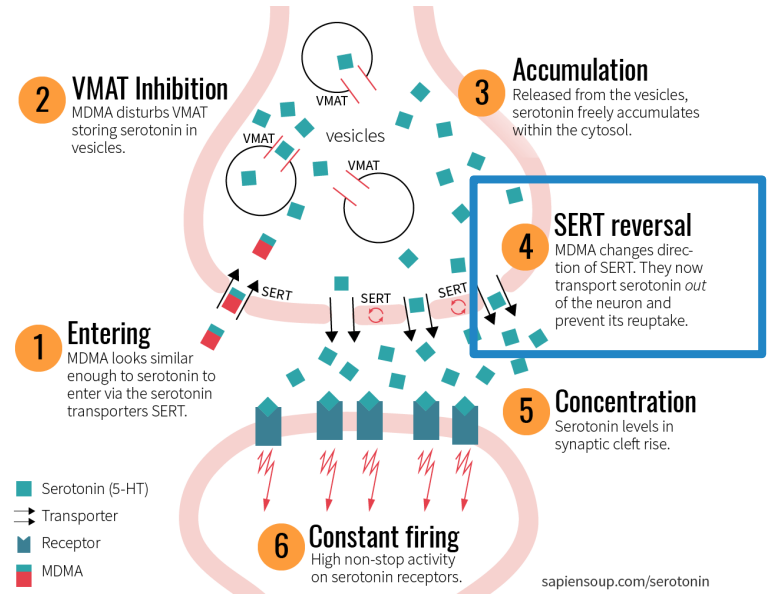 2
VMAT Inhibition
MDMA disturbs VMAT
storing serotonin in
vesicles.
VMAT
VMAT
vesicles
VMAT
3
Accumulation
Released from the vesicles,
serotonin freely accumulates
within the cytosol.
4
SERT reversal
MDMA changes direc-
tion of SERT. They now
transport serotonin out
of the neuron and
prevent its reuptake.
SERT
SERT
SERT
1
Entering
MDMA looks similar
enough to serotonin to
enter via the serotonin
transporters SERT.
5
Concentration
Serotonin levels in
synaptic cleft rise.
Serotonin (5-HT)
Transporter
Receptor
MDMA
6
Constant firing
High non-stop activity
on serotonin receptors.
sapiensoup.com/serotonin